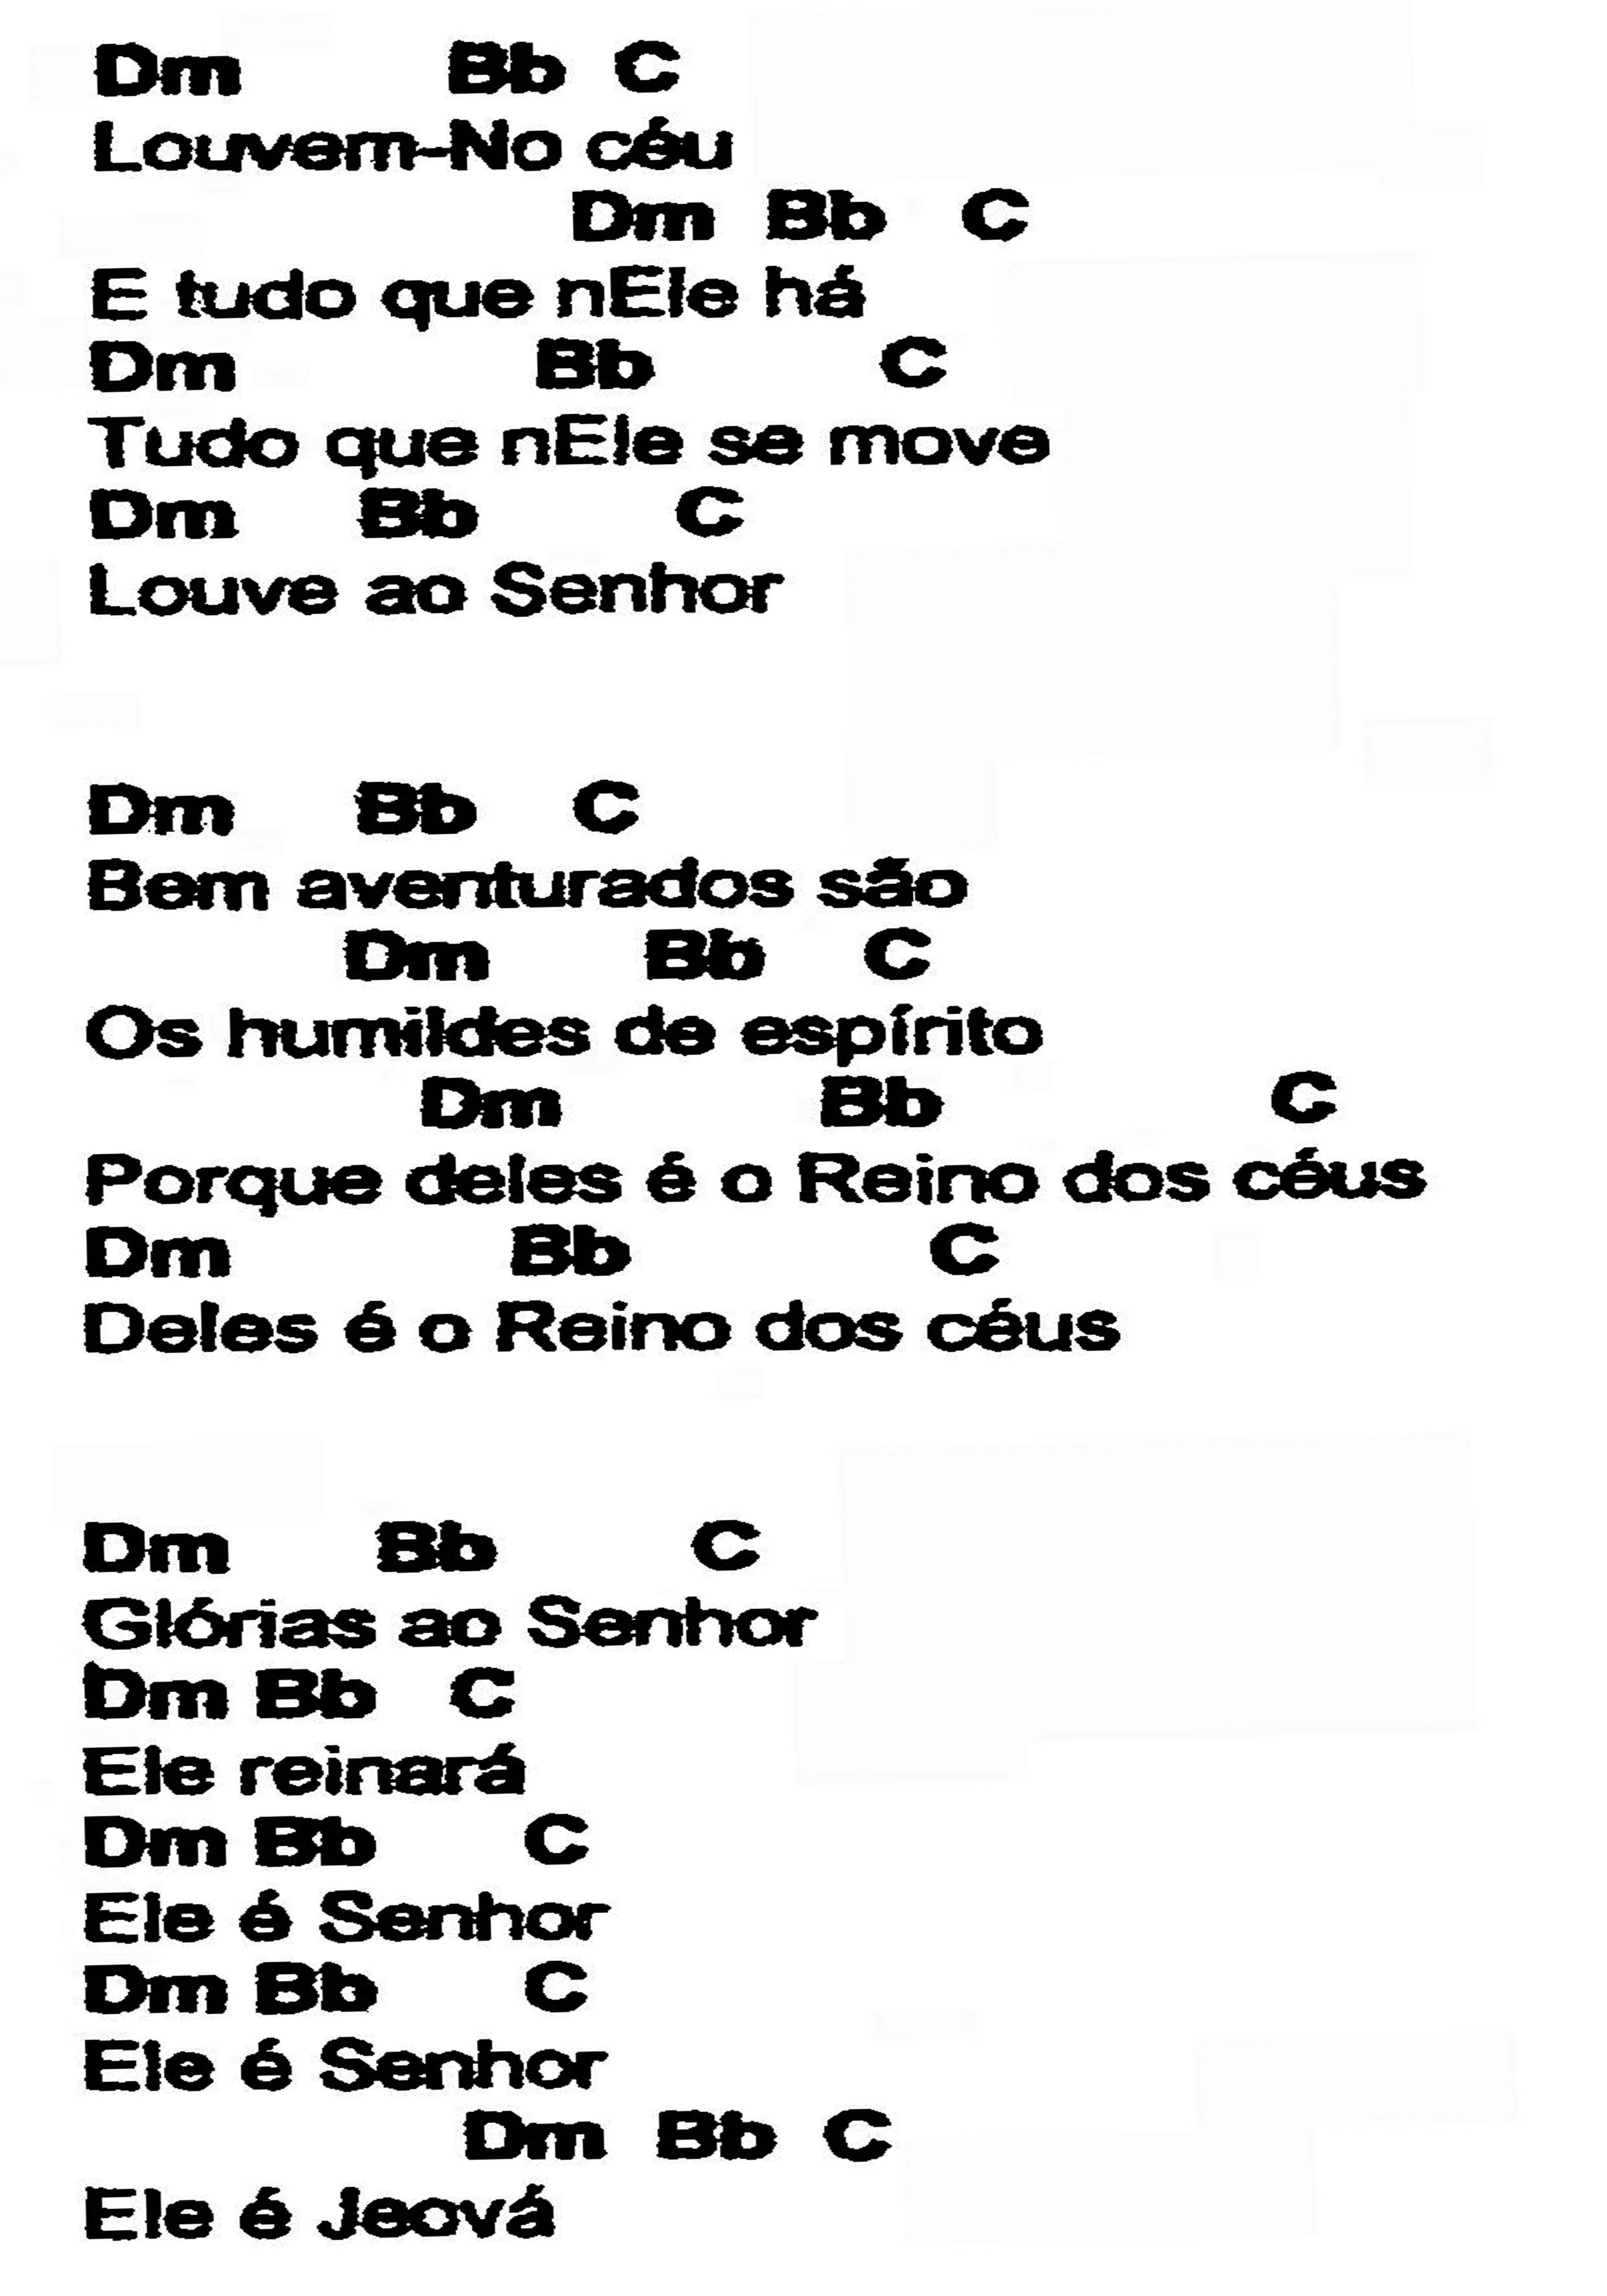 Dm Bb C
Louvem-No céu
Dm Bb C
E tudo que nEle há
Dm Bb C
Tudo que nEle se move
Dm Bb C
Louve ao Senhor
Dm Bb C
Bem aventurados são
Dm Bb C
Os humildes de espírito
Dm Bb C
Porque deles é o Reino dos céus
Dm Bb C
Deles é o Reino dos céus
Dm Bb C
Glórias ao Senhor
Dm Bb C
Ele reinará
Dm Bb C
Ele é Senhor
Dm Bb C
Ele é Senhor
Dm Bb C
Ele é Jeová